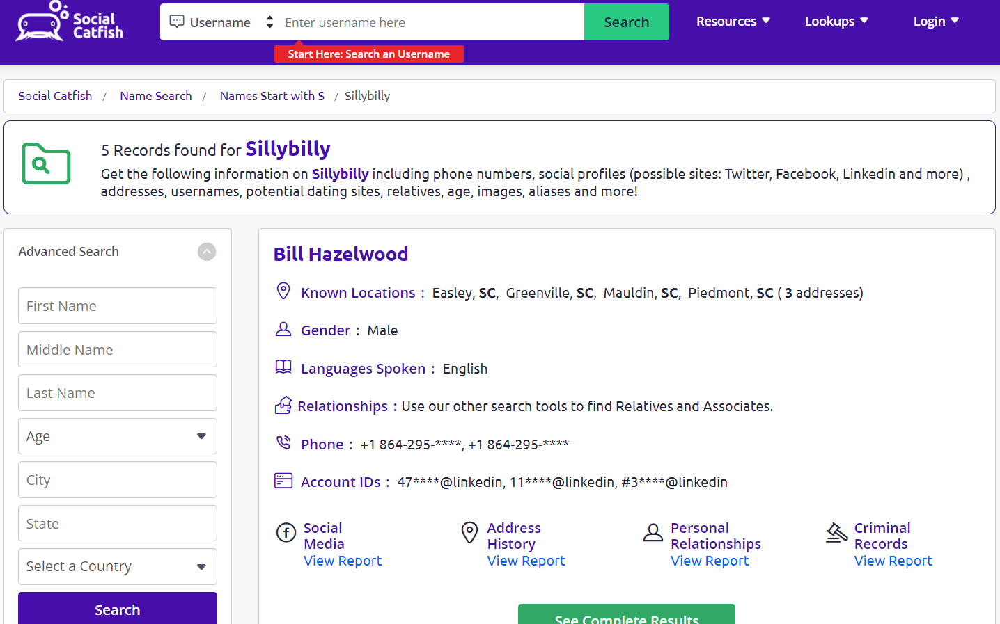 Social Catfish
Username Enter username here Search Resources Lookups Login
Start Here: Search an Username
Social Catfish / Name Search / Names Start with S / Sillybilly
5 Records found for Sillybilly
Get the following information on Sillybilly including phone numbers, social profiles (possible sites: Twitter, Facebook, Linkedin and more) ,
addresses, usernames, potential dating sites, relatives, age, images, aliases and more!
Advanced Search
First Name
Middle Name
Last Name
Age
City
State
Select a Country
Search
Bill Hazelwood
Known Locations : Easley, SC, Greenville, SC, Mauldin, SC, Piedmont, SC ( 3 addresses)
Gender : Male
Languages Spoken : English
Relationships : Use our other search tools to find Relatives and Associates.
Phone : +1 864-295-****, +1 864-295-****
Account IDs : 47****@linkedin, 11****@linkedin, #3****@linkedin
Social
Media
View Report
Address
History
View Report
Personal
Relationships
View Report
Criminal
Records
View Report
See Complete Results